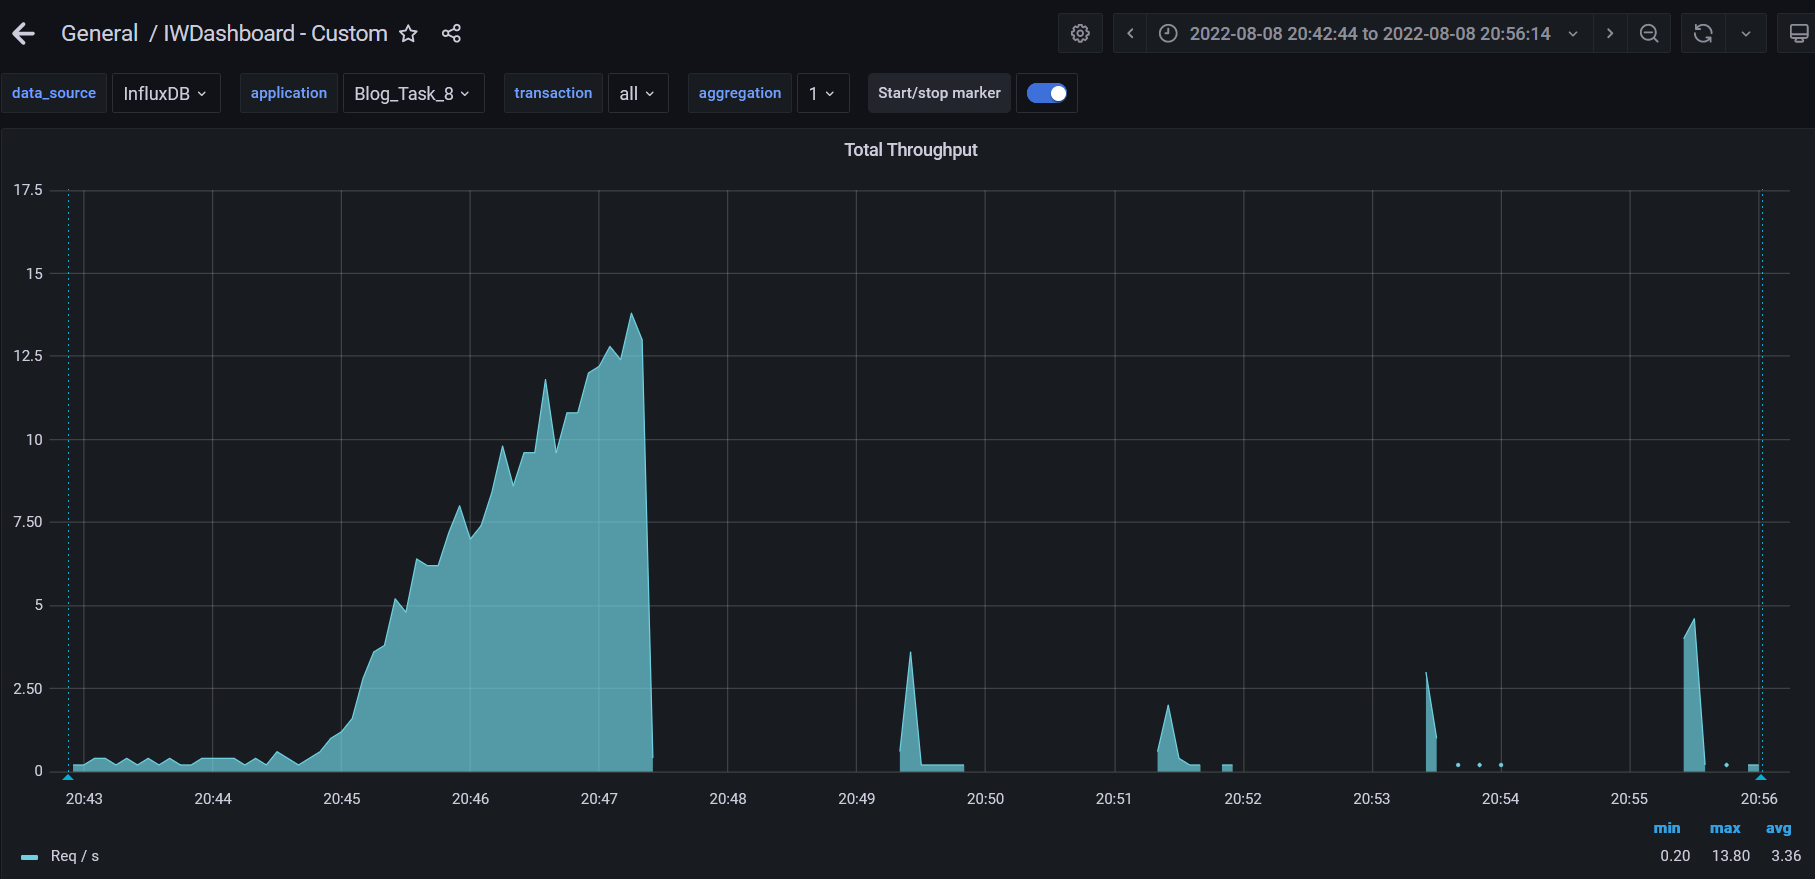 General / IWDashboard - Custom
2022-08-08 20:42:44 to 2022-08-08 20:56:14
data_source InfluxDB application Blog_Task_8 transaction all aggregation 1 Start/stop marker
Total Throughput
17.5
15
12.5
10
7.50
5
2.50
0
20:43 20:44 20:45 20:46 20:47 20:48 20:49 20:50 20:51 20:52 20:53 20:54 20:55 20:56
min max avg
Req / s 0.20 13.80 3.36